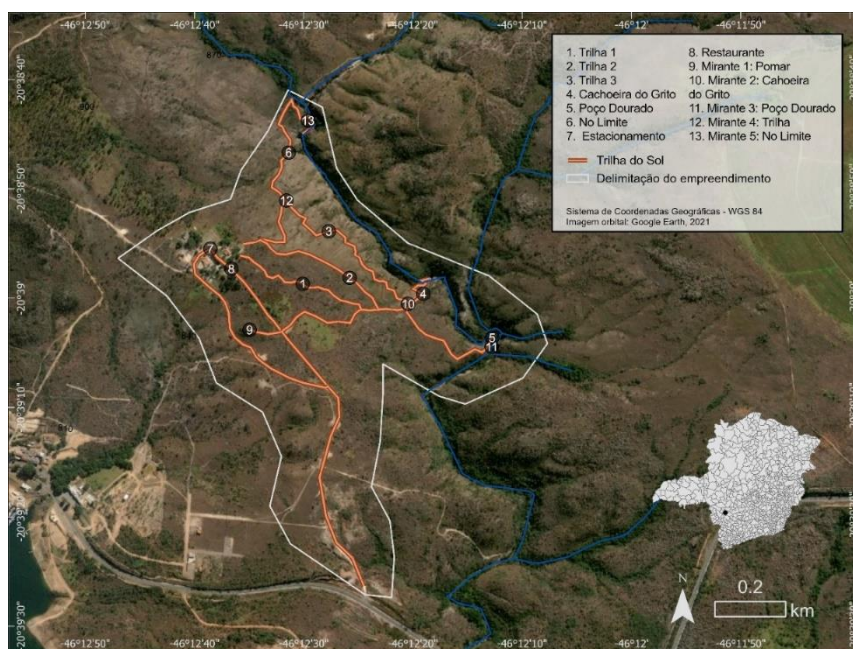 -46°12'50" -46°12'40" -46°12'30" -46°12'20" -46°12'10" -46°12' -46°11'50"
-20°38'40"
-20°38'50"
-20°39'
-20°39'10"
-20°39'20"
-20°39'30"
1. Trilha 1
2. Trilha 2
3. Trilha 3
4. Cachoeira do Grito
5. Poço Dourado
6. No Limite
7. Estacionamento
8. Restaurante
9. Mirante 1: Pomar
10. Mirante 2: Cahoeira
do Grito
11. Mirante 3: Poço Dourado
12. Mirante 4: Trilha
13. Mirante 5: No Limite
Trilha do Sol
Delimitação do empreendimento
Sistema de Coordenadas Geográficas - WGS 84
Imagem orbital: Google Earth, 2021
13
6
12
3
7
8
2
1
4
10
9
5
11
N
0.2
km
-46°12'50" -46°12'40" -46°12'30" -46°12'20" -46°12'10" -46°11'50"